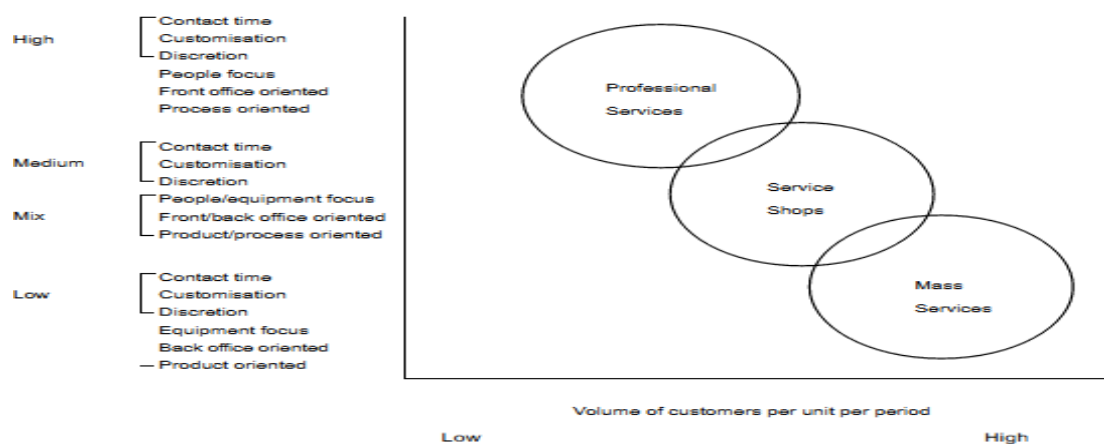 High
Contact time
Customisation
Discretion
People focus
Front office oriented
Process oriented
Medium
Contact time
Customisation
Discretion
Mix
People/equipment focus
Front/back office oriented
Product/process oriented
Low
Contact time
Customisation
Discretion
Equipment focus
Back office oriented
Product oriented
Professional
Services
Service
Shops
Mass
Services
Volume of customers per unit per period
Low
High